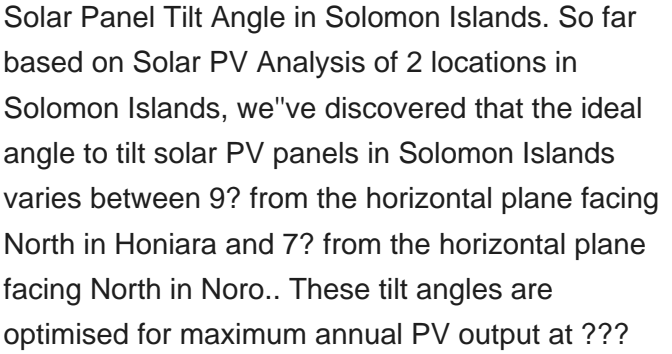 Solar Panel Tilt Angle in Solomon Islands. So far
based on Solar PV Analysis of 2 locations in
Solomon Islands, we"ve discovered that the ideal
angle to tilt solar PV panels in Solomon Islands
varies between 9? from the horizontal plane facing
North in Honiara and 7? from the horizontal plane
facing North in Noro.. These tilt angles are
optimised for maximum annual PV output at ???